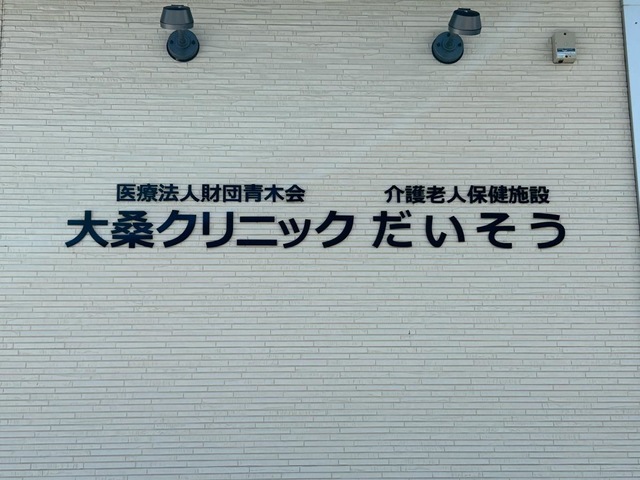 医療法人財団青木会
大桑クリニック
介護老人保健施設
だいそう